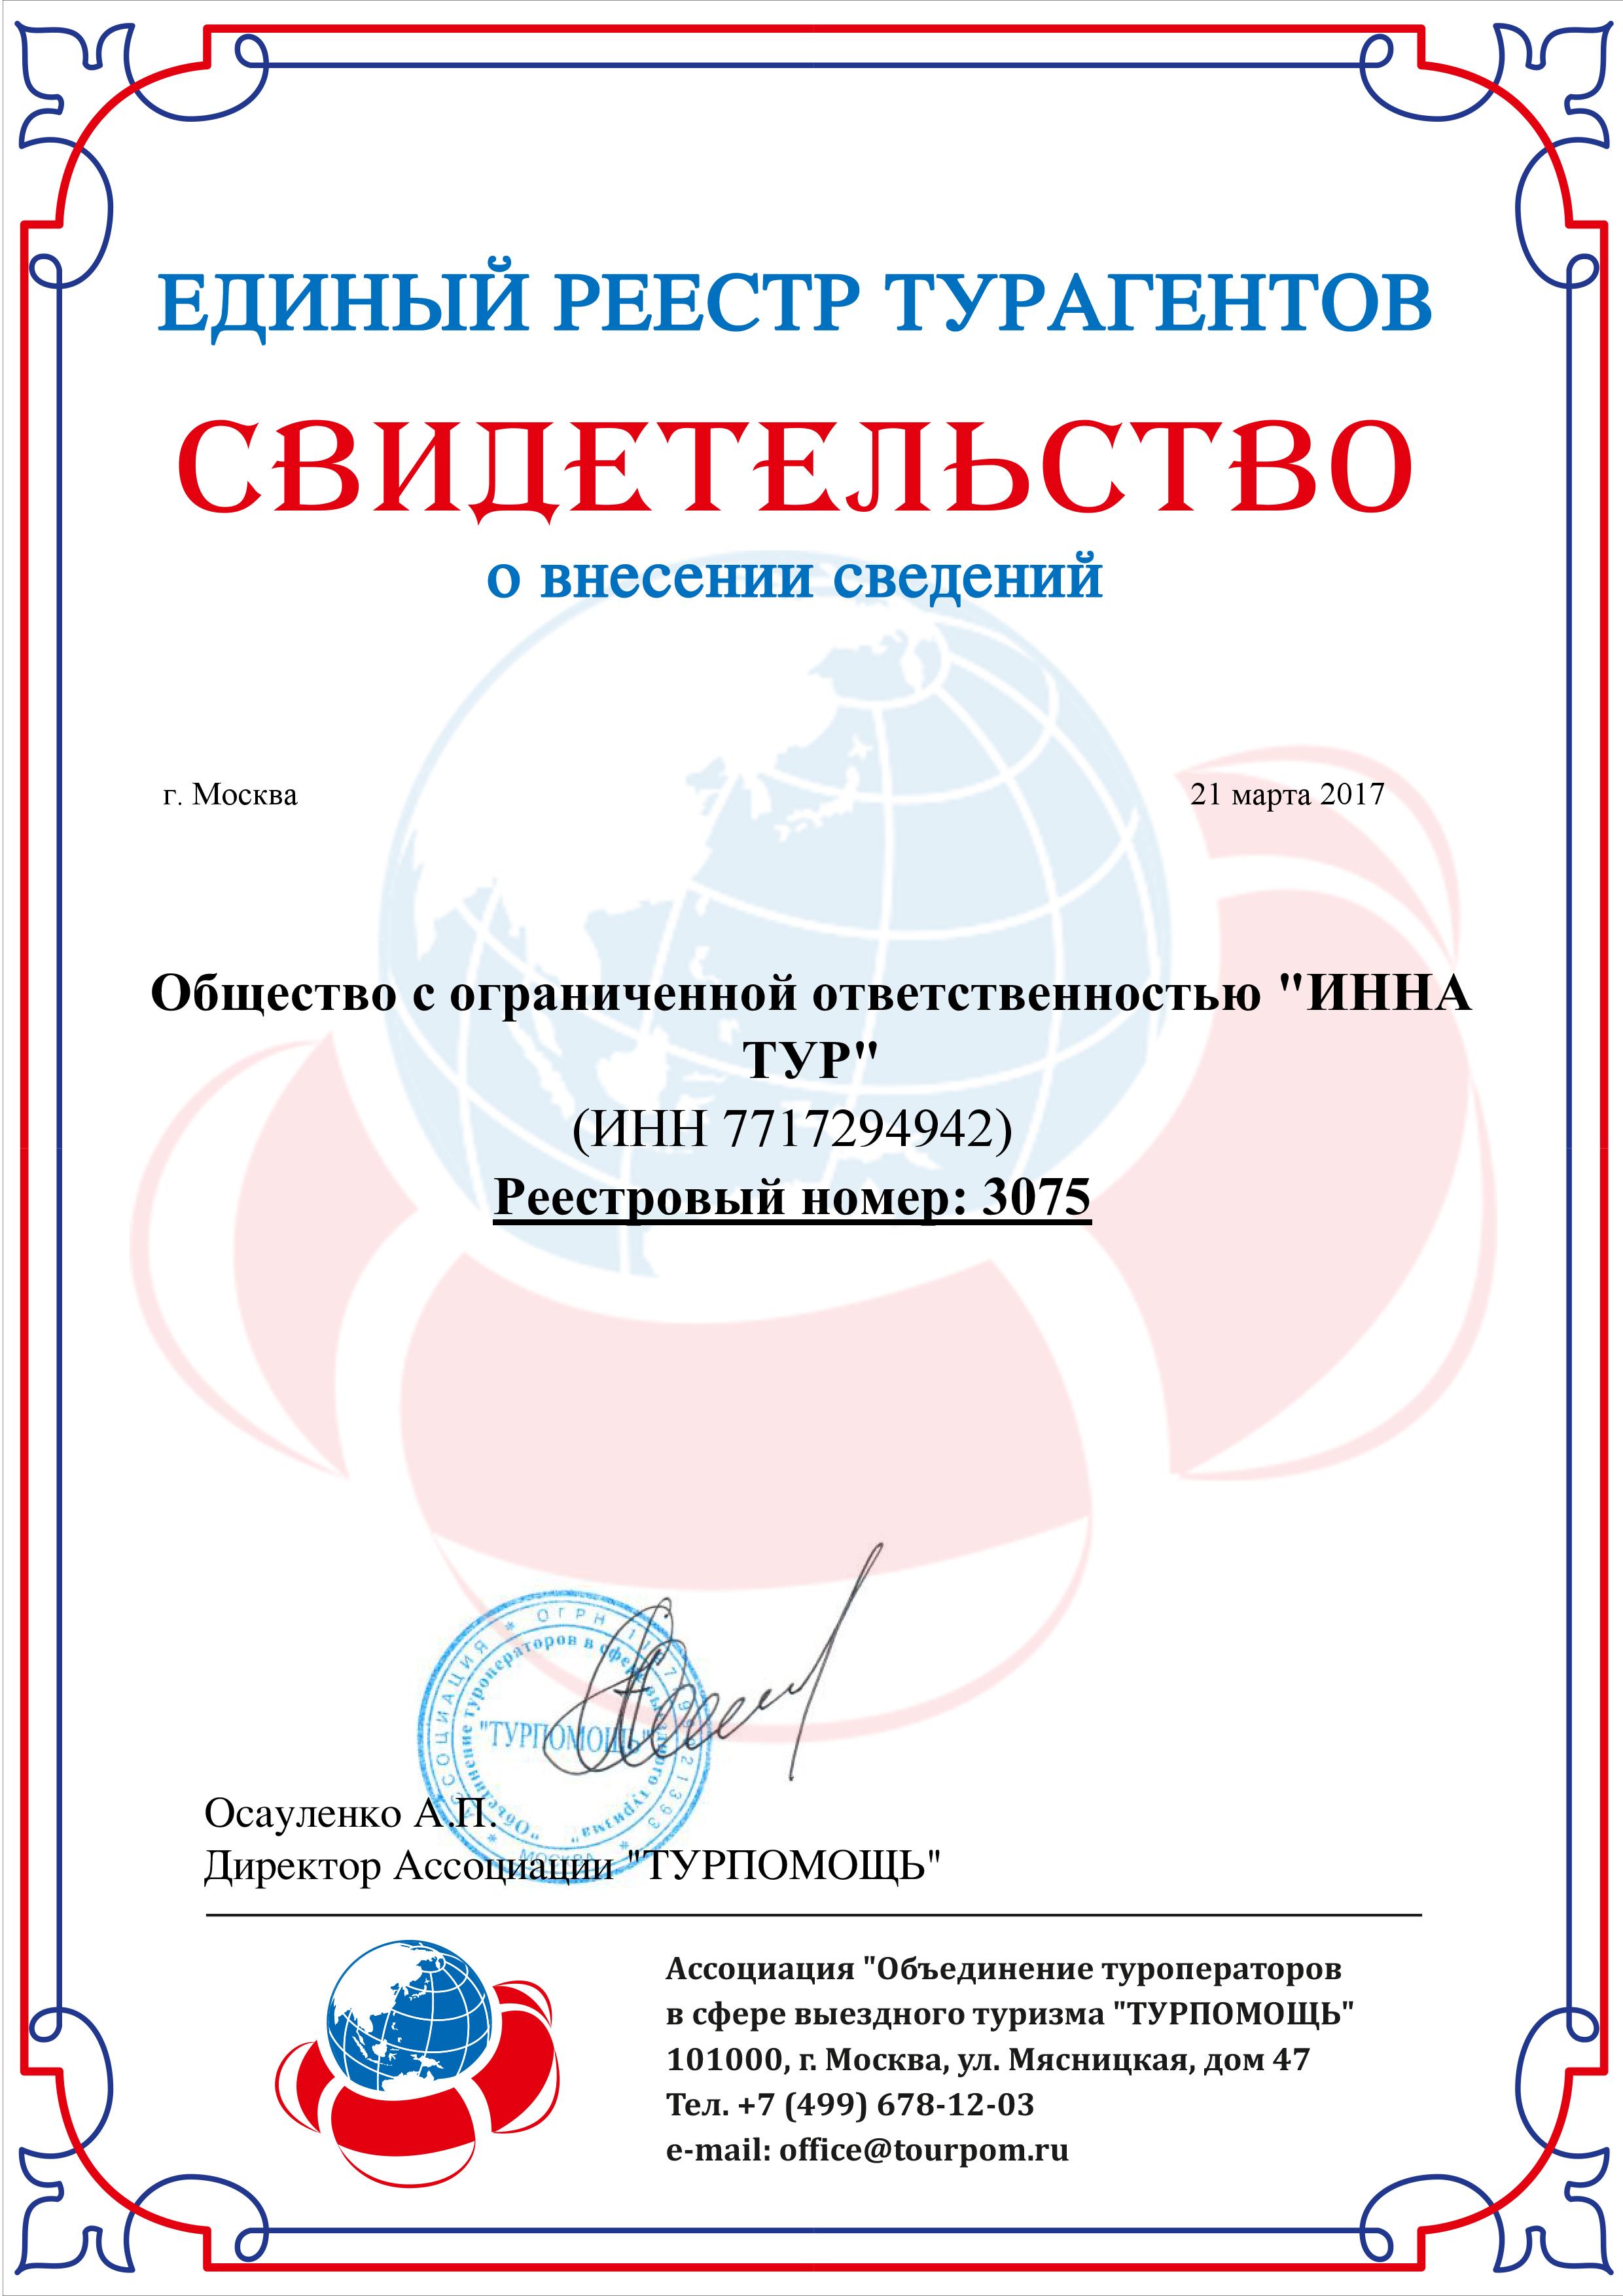 ЕДИНЫЙ РЕЕСТР ТУРАГЕНТОВ
СВИДЕТЕЛЬСТВО
о внесении сведений
г. Москва
21 марта 2017
Общество с ограниченной ответственностью "ИННА
ТУР"
(ИНН 7717294942)
Реестровый номер: 3075
АССОЦИАЦИЯ * ОГРН
"Объединение туроператоров в сфере выездного туризма"
"ТУРПОМОЩЬ"
МОСКВА
Осауленко А.П.
Директор Ассоциации "ТУРПОМОЩЬ"
Ассоциация "Объединение туроператоров
в сфере выездного туризма "ТУРПОМОЩЬ"
101000, г. Москва, ул. Мясницкая, дом 47
Тел. +7 (499) 678-12-03
e-mail: office@tourpom.ru